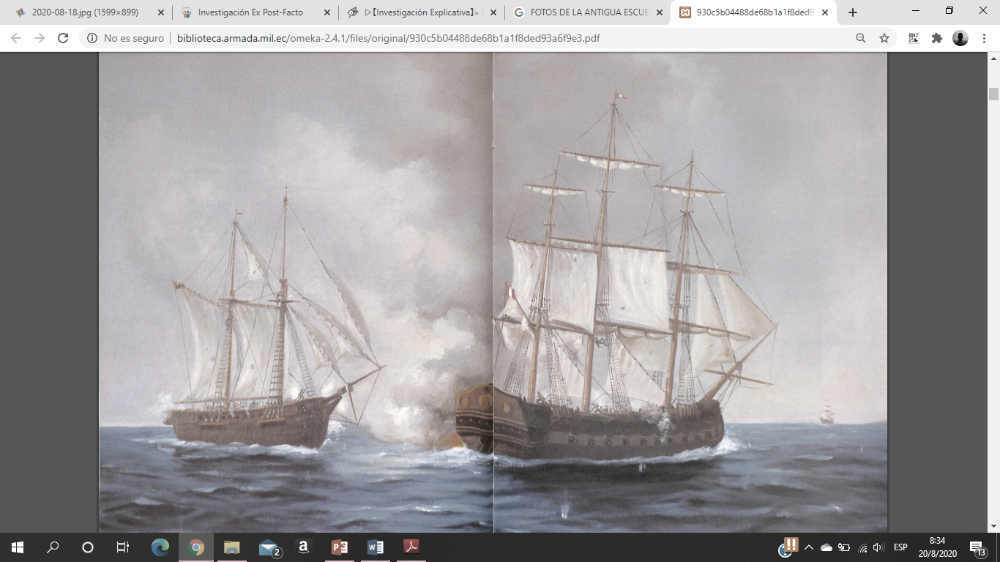 2020-08-18.jpg (1599×899)
Investigación Ex Post-Facto
▷【Investigación Explicativa】» (
FOTOS DE LA ANTIGUA ESCUE
930c5b04488de68b1a1f8ded9
No es seguro
biblioteca.armada.mil.ec/omeka-2.4.1/files/original/930c5b04488de68b1a1f8ded93a6f9e3.pdf
2
ESP
8:34
20/8/2020
13